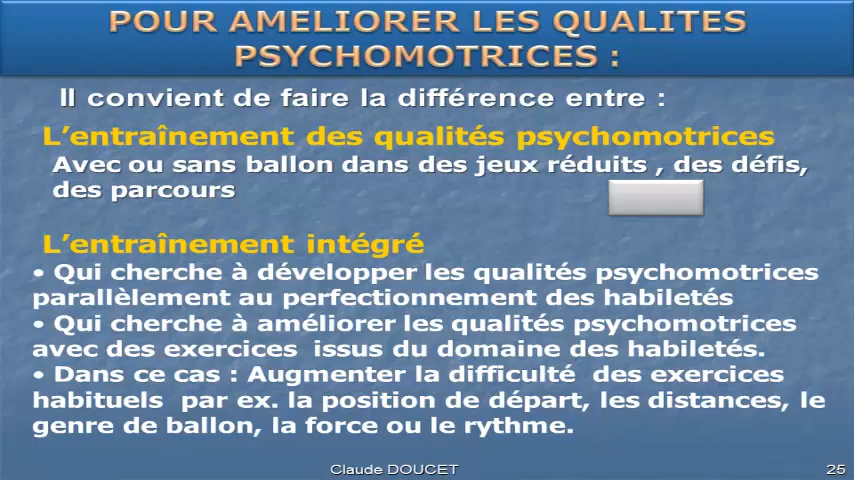 POUR AMELIORER LES QUALITES
PSYCHOMOTRICES :
Il convient de faire la différence entre :
L’entraînement des qualités psychomotrices
Avec ou sans ballon dans des jeux réduits , des défis,
des parcours
L’entraînement intégré
• Qui cherche à développer les qualités psychomotrices
parallèlement au perfectionnement des habiletés
• Qui cherche à améliorer les qualités psychomotrices
avec des exercices issus du domaine des habiletés.
• Dans ce cas : Augmenter la difficulté des exercices
habituels par ex. la position de départ, les distances, le
genre de ballon, la force ou le rythme.
Claude DOUCET
25